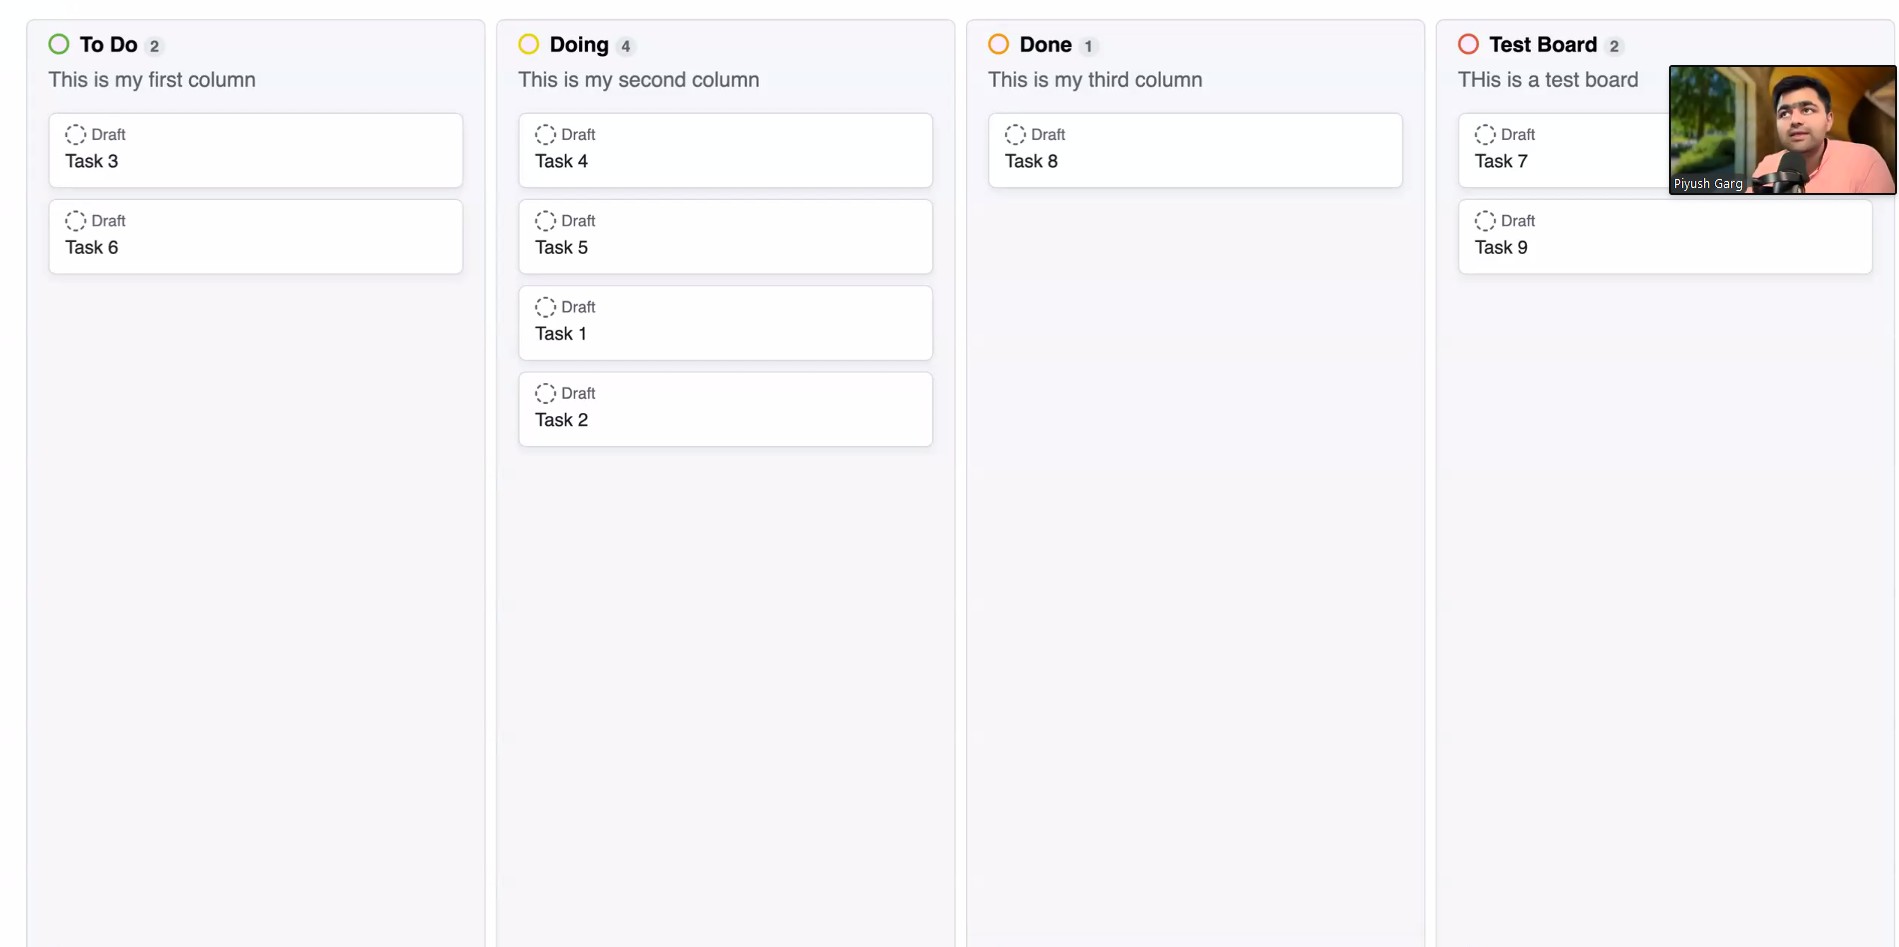 To Do 2
This is my first column
Draft
Task 3
Draft
Task 6
Doing 4
This is my second column
Draft
Task 4
Draft
Task 5
Draft
Task 1
Draft
Task 2
Done 1
This is my third column
Draft
Task 8
Test Board 2
THis is a test board
Draft
Task 7
Draft
Task 9
Piyush Garg